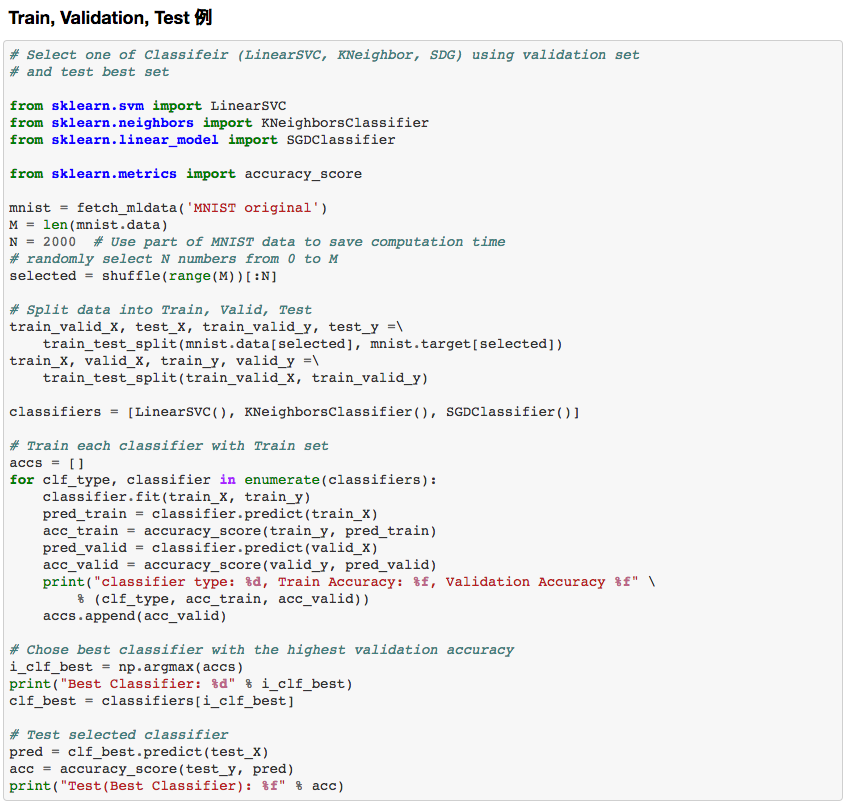 Train, Validation, Test 例
# Select one of Classifeir (LinearSVC, KNeighbor, SDG) using validation set
# and test best set
from sklearn.svm import LinearSVC
from sklearn.neighbors import KNeighborsClassifier
from sklearn.linear_model import SGDClassifier
from sklearn.metrics import accuracy_score
mnist = fetch_mldata('MNIST original')
M = len(mnist.data)
N = 2000  # Use part of MNIST data to save computation time
# randomly select N numbers from 0 to M
selected = shuffle(range(M))[:N]
# Split data into Train, Valid, Test
train_valid_X, test_X, train_valid_y, test_y =\
    train_test_split(mnist.data[selected], mnist.target[selected])
train_X, valid_X, train_y, valid_y =\
    train_test_split(train_valid_X, train_valid_y)
classifiers = [LinearSVC(), KNeighborsClassifier(), SGDClassifier()]
# Train each classifier with Train set
accs = []
for clf_type, classifier in enumerate(classifiers):
    classifier.fit(train_X, train_y)
    pred_train = classifier.predict(train_X)
    acc_train = accuracy_score(train_y, pred_train)
    pred_valid = classifier.predict(valid_X)
    acc_valid = accuracy_score(valid_y, pred_valid)
    print("classifier type: %d, Train Accuracy: %f, Validation Accuracy %f" \
        % (clf_type, acc_train, acc_valid))
    accs.append(acc_valid)
# Chose best classifier with the highest validation accuracy
i_clf_best = np.argmax(accs)
print("Best Classifier: %d" % i_clf_best)
clf_best = classifiers[i_clf_best]
# Test selected classifier
pred = clf_best.predict(test_X)
acc = accuracy_score(test_y, pred)
print("Test(Best Classifier): %f" % acc)